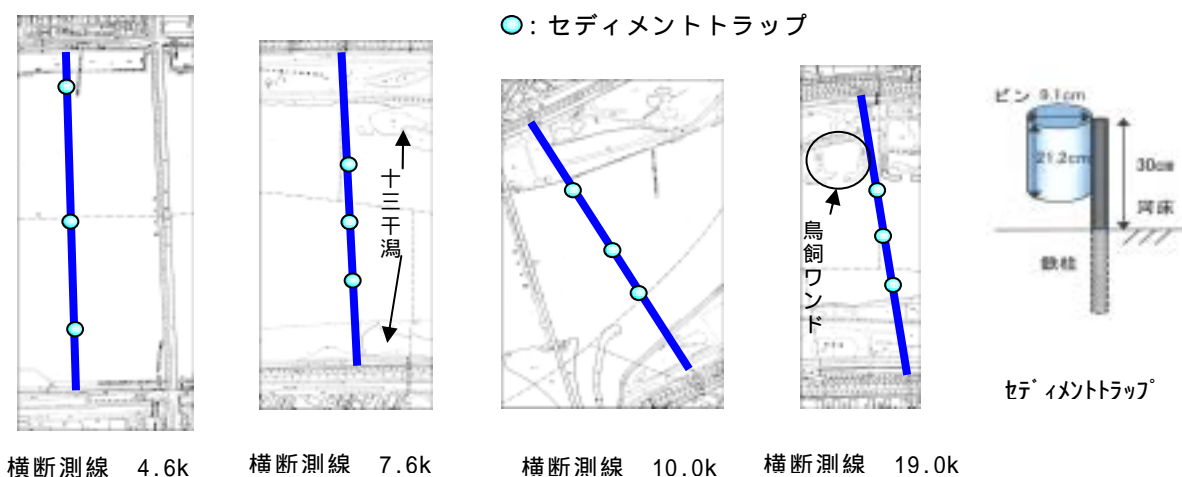 ：セディメントトラップ
十三干潟
鳥飼ワンド
ビン 9.1cm
21.2cm
30cm
河床
鉄柱
ｾﾃﾞｨﾒﾝﾄﾄﾗｯﾌﾟ
横断測線　4.6k
横断測線　7.6k
横断測線　10.0k
横断測線　19.0k